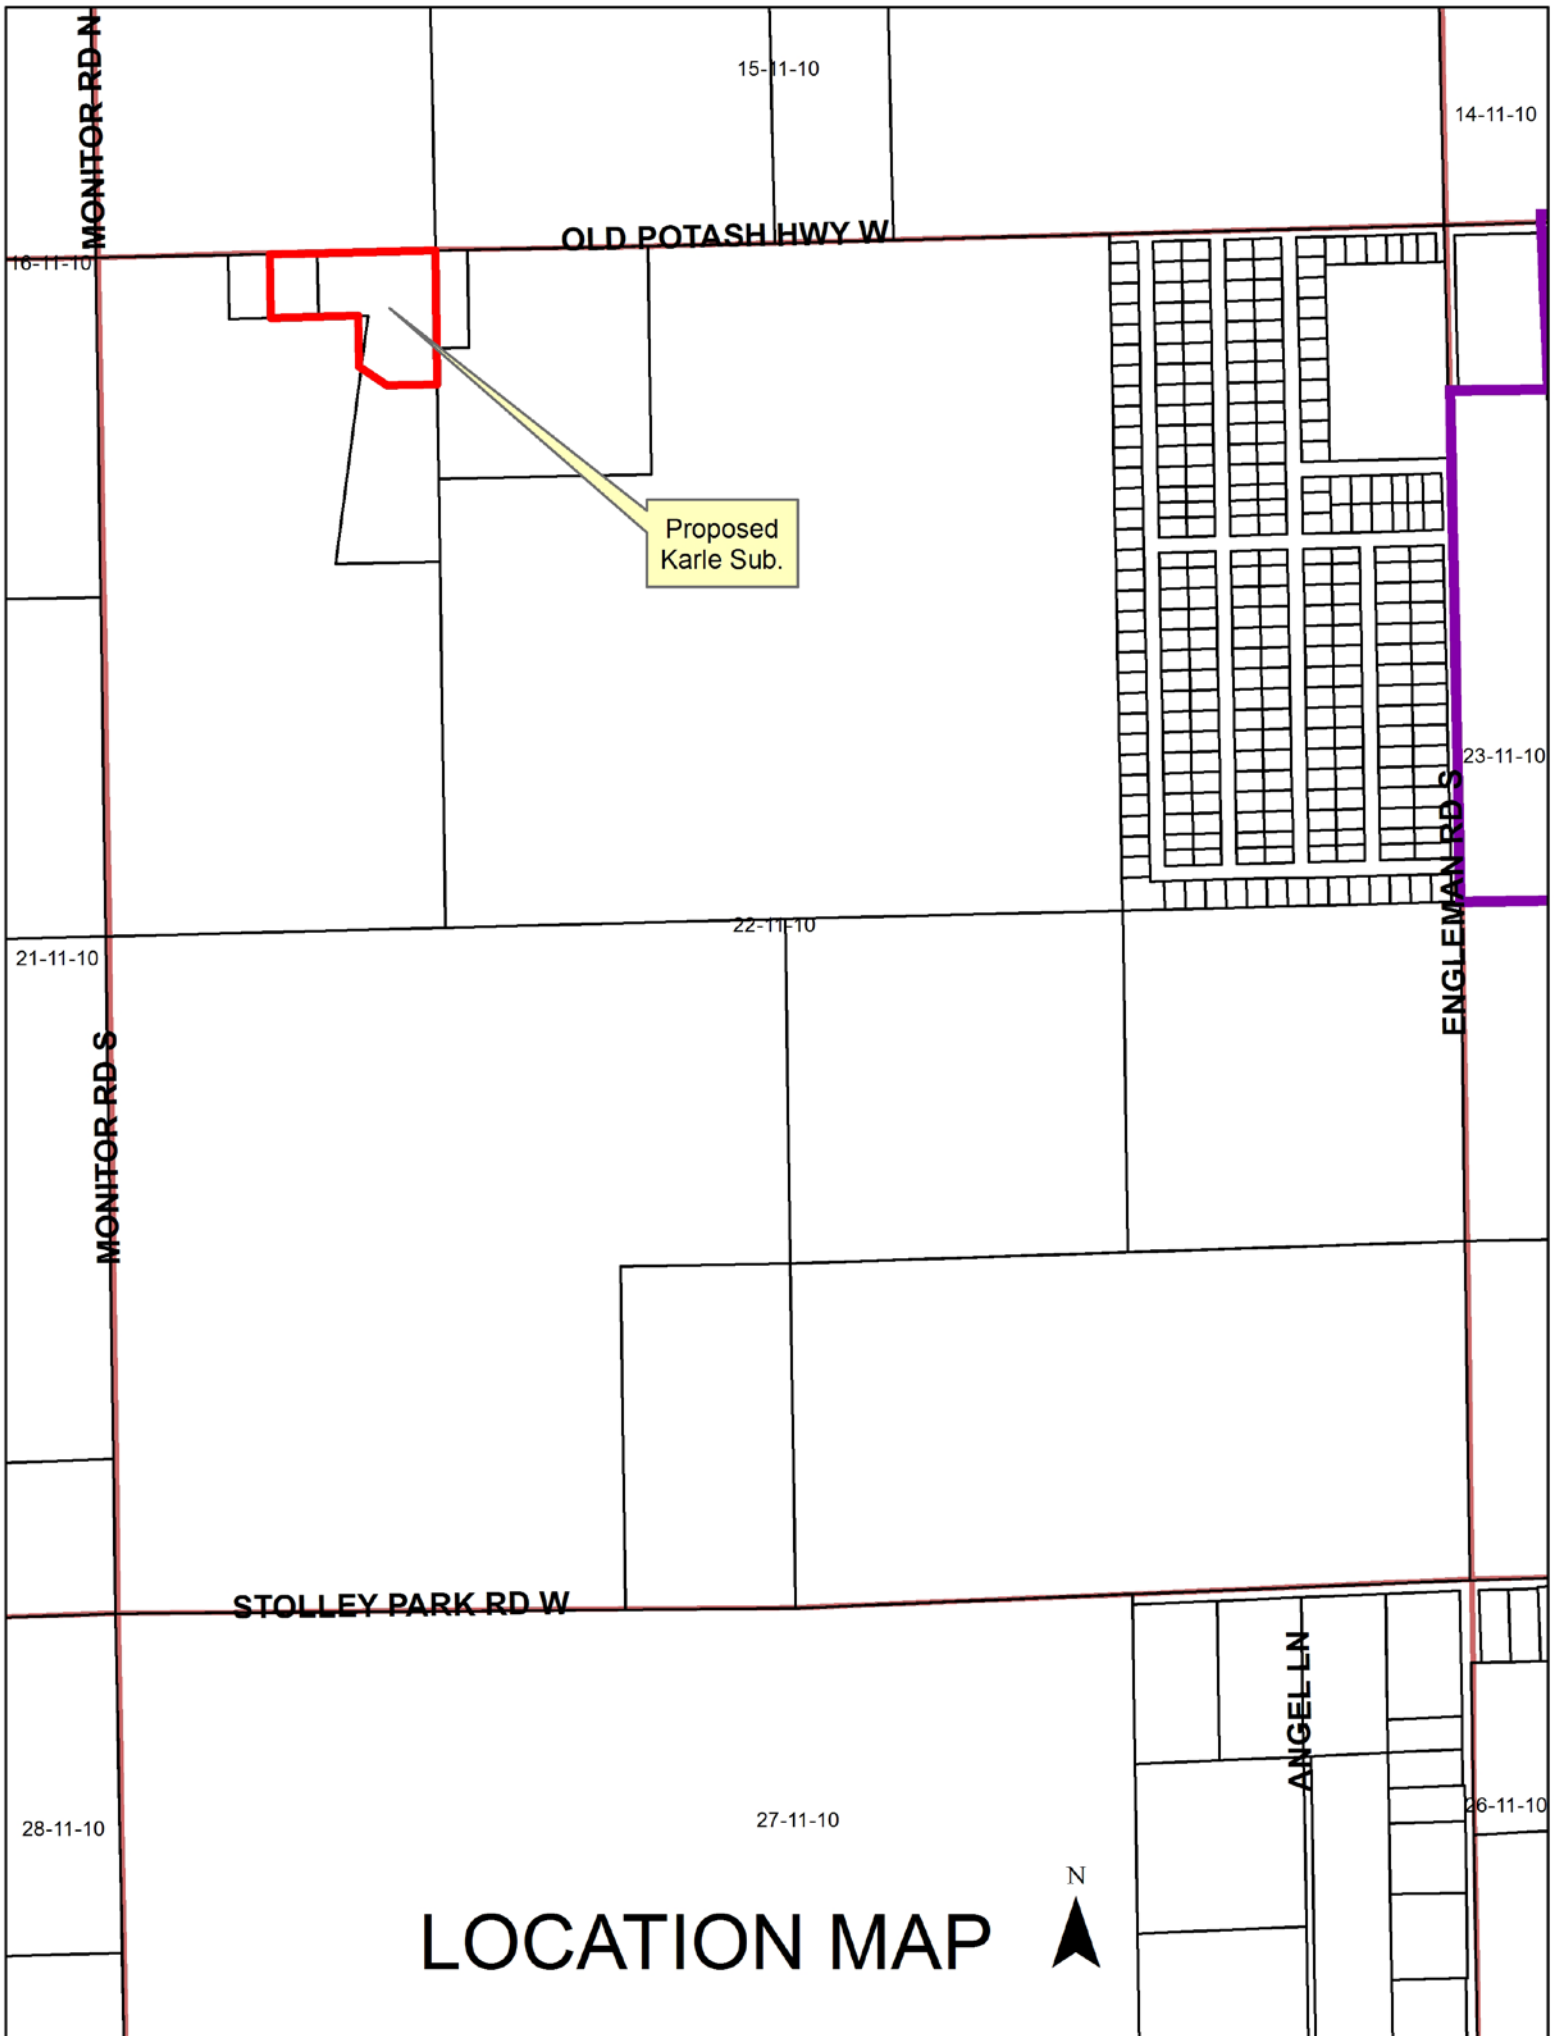 MONITOR RD N
15-11-10
14-11-10
OLD POTASH HWY W
16-11-10
Proposed
Karle Sub.
23-11-10
ENGLEMAN RD S
22-11-10
21-11-10
MONITOR RD S
STOLLEY PARK RD W
ANGEL LN
26-11-10
27-11-10
28-11-10
N
LOCATION MAP